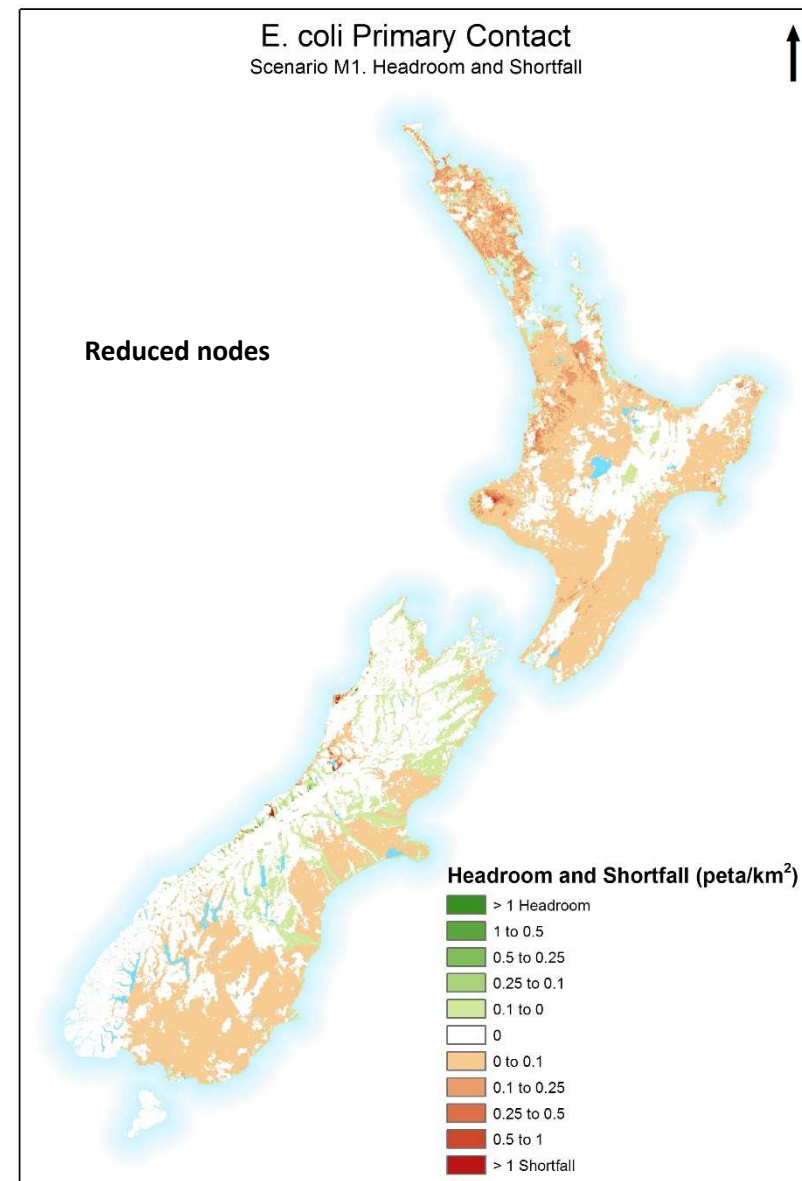 E. coli Primary Contact
Scenario M1. Headroom and Shortfall
Reduced nodes
Headroom and Shortfall (peta/km²)
> 1 Headroom
1 to 0.5
0.5 to 0.25
0.25 to 0.1
0.1 to 0
0
0 to 0.1
0.1 to 0.25
0.25 to 0.5
0.5 to 1
> 1 Shortfall